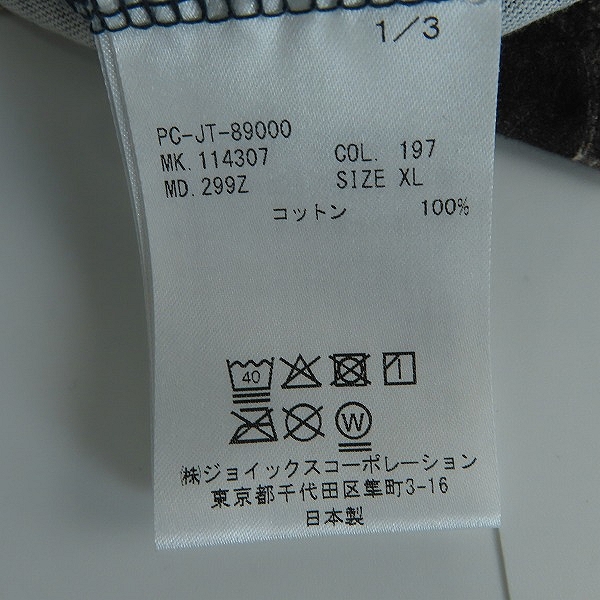 1/3
PC-JT-89000
MK. 114307 COL. 197
MD. 299Z SIZE XL
コットン 100%
40
W
㈱ジョイックスコーポレーション
東京都千代田区隼町3-16
日本製